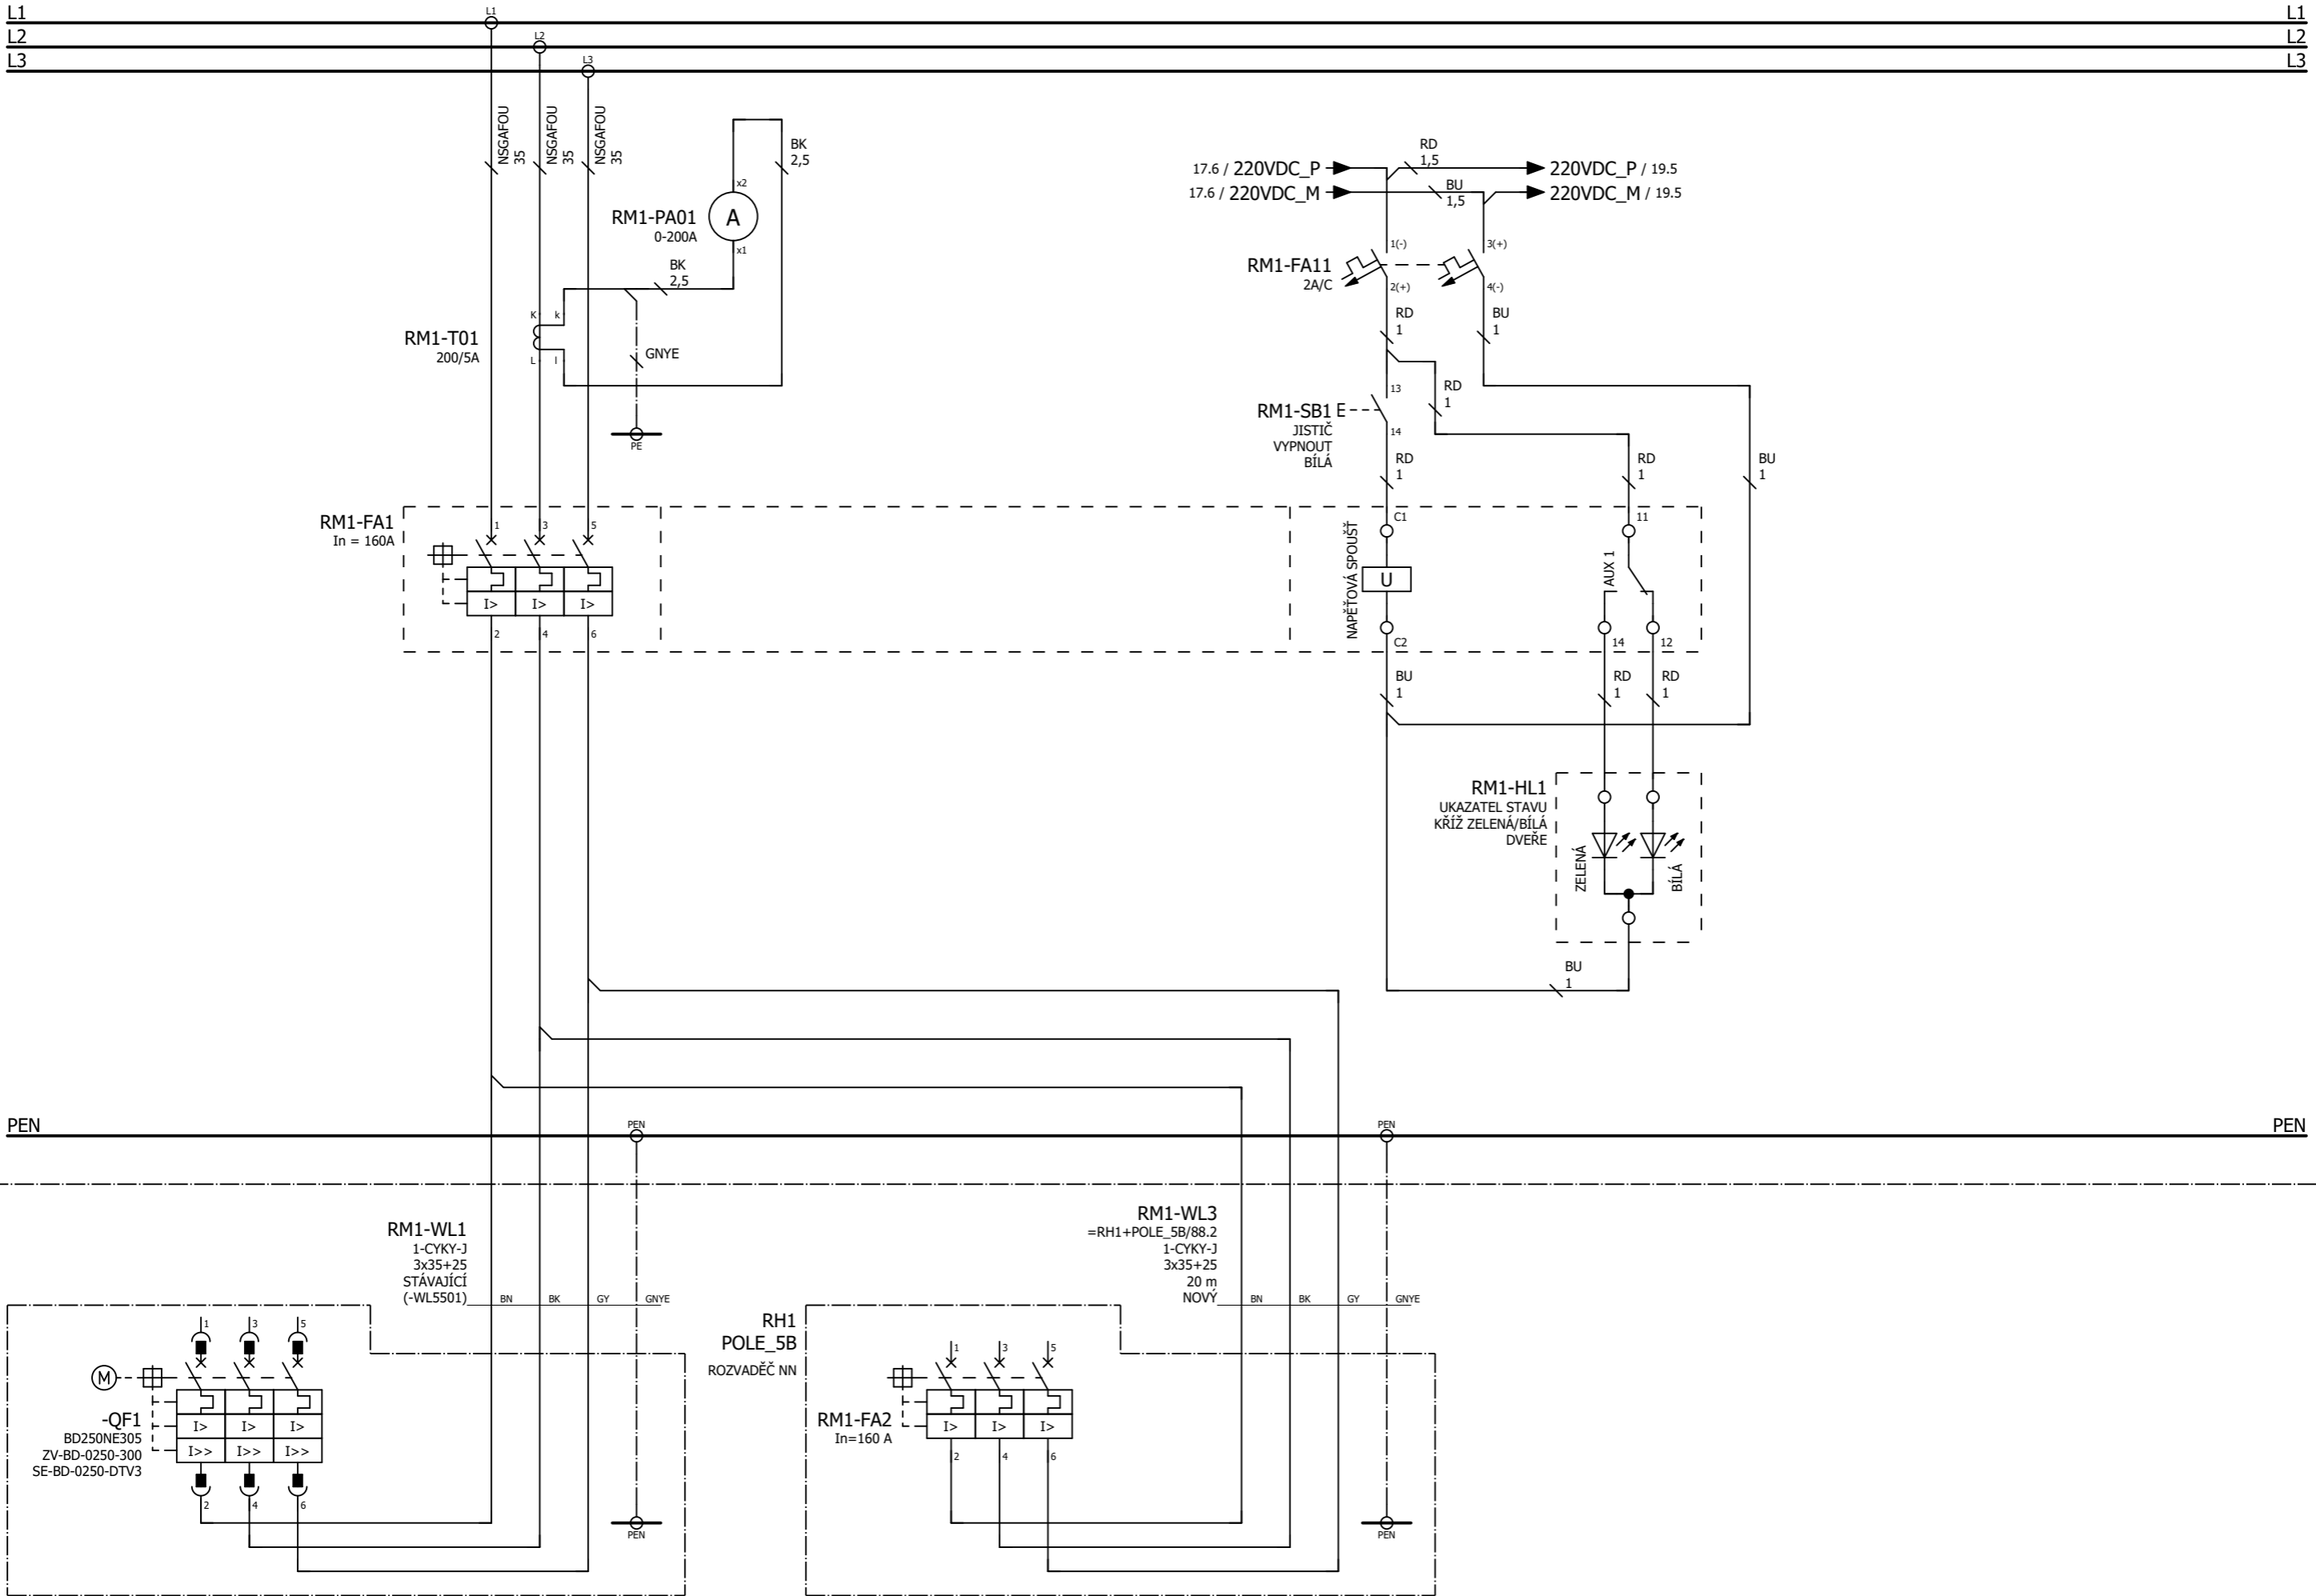 L1
L1
L1
L2
L2
L2
L3
L3
L3
NSGAFOU
35
NSGAFOU
35
NSGAFOU
35
BK
2,5
x2
RM1-PA01
0-200A
A
x1
BK
2,5
K
k
RM1-T01
200/5A
L
l
GNYE
PE
17.6 / 220VDC_P
RD
1,5
220VDC_P / 19.5
17.6 / 220VDC_M
BU
1,5
220VDC_M / 19.5
1(-)
3(+)
RM1-FA11
2A/C
2(+)
4(-)
RD
1
BU
1
13
RD
1
RM1-SB1
E
JISTIČ
VYPNOUT
BÍLÁ
14
RD
1
RD
1
BU
1
RM1-FA1
In = 160A
1
3
5
I>
I>
I>
2
4
6
C1
NAPĚŤOVÁ SPOUŠŤ
U
C2
11
AUX 1
14
12
BU
1
RD
1
RD
1
RM1-HL1
UKAZATEL STAVU
KŘÍŽ ZELENÁ/BÍLÁ
DVEŘE
ZELENÁ
BÍLÁ
BU
1
PEN
PEN
PEN
PEN
RM1-WL1
1-CYKY-J
3x35+25
STÁVAJÍCÍ
(-WL5501)
BN
BK
GY
GNYE
RM1-WL3
=RH1+POLE_5B/88.2
1-CYKY-J
3x35+25
20 m
NOVÝ
BN
BK
GY
GNYE
1
3
5
M
-QF1
BD250NE305
ZV-BD-0250-300
SE-BD-0250-DTV3
I>
I>
I>
I>>
I>>
I>>
2
4
6
PEN
RH1
POLE_5B
ROZVADĚČ NN
1
3
5
RM1-FA2
In=160 A
I>
I>
I>
2
4
6
PEN